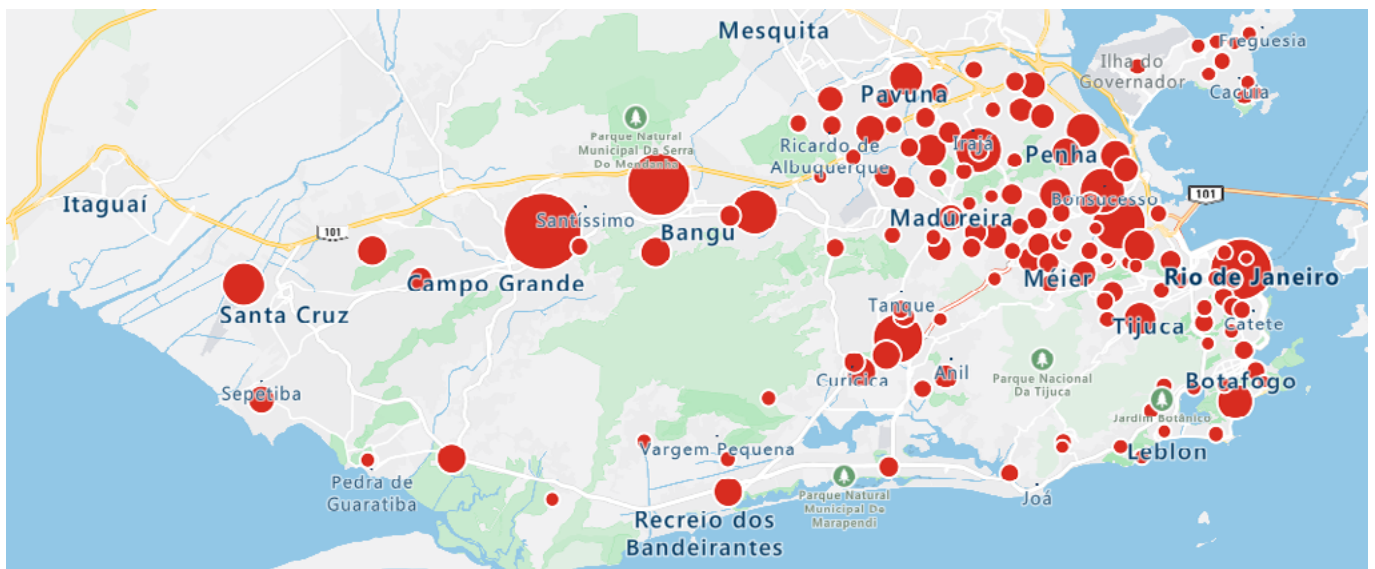 Mesquita
Freguesia
Ilha do
Governador
Cacuia
Pavuna
Parque Natural
Municipal Da Serra
Do Mendanha
Ricardo de
Albuquerque
Irajá
Penha
Itaguaí
101
Bonsucesso
101
Santíssimo
Bangu
Madureira
Campo Grande
Méier
Rio de Janeiro
Santa Cruz
Tanque
Tijuca
Catete
Curicica
Anil
Parque Nacional
Da Tijuca
Botafogo
Sepetiba
Jardim Botânico
Vargem Pequena
Leblon
Pedra de
Guaratiba
Parque Natural
Municipal De
Marapendi
Joá
Recreio dos
Bandeirantes